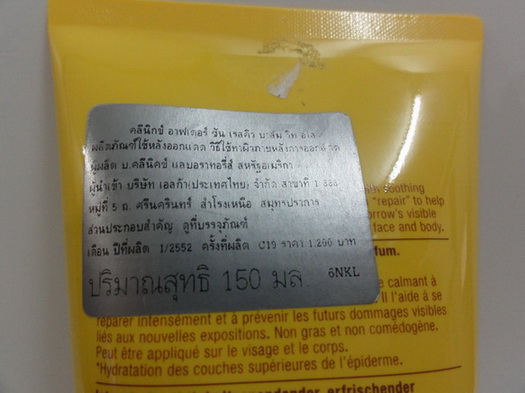 คลีนิกซ์ อาฟเตอร์ ซัน เรสคิว บาล์ม วิท อโล
ผลิตภัณฑ์ใช้หลังออกแดด วิธีใช้ทาผิวภายหลังการออกแดด
ผู้ผลิต บ.คลีนิคซ์ แลบอราทอรี่ส์ สหรัฐอเมริกา
ผู้นำเข้า บริษัท เอลก้า(ประเทศไทย) จำกัด สาขาที่ 1
หมู่ที่ 5 ถ. ศรีนครินทร์ สำโรงเหนือ สมุทรปราการ
ส่วนประกอบสำคัญ ดูที่บรรจุภัณฑ์
เดือน ปีที่ผลิต 1/2552 ครั้งที่ผลิต C19 ราคา 1,200 บาท
ปริมาณสุทธิ 150 มล 6NKL
soothing
"repair" to help
orrow's visible
face and body.
fum.
calmant à
Il l'aide à se
réparer intensément et à prévenir les futurs dommages visibles
liés aux nouvelles expositions. Non gras et non comédogène.
Peut être appliqué sur le visage et le corps.
*Hydratation des couches supérieures de l'épiderme.
erfrischender